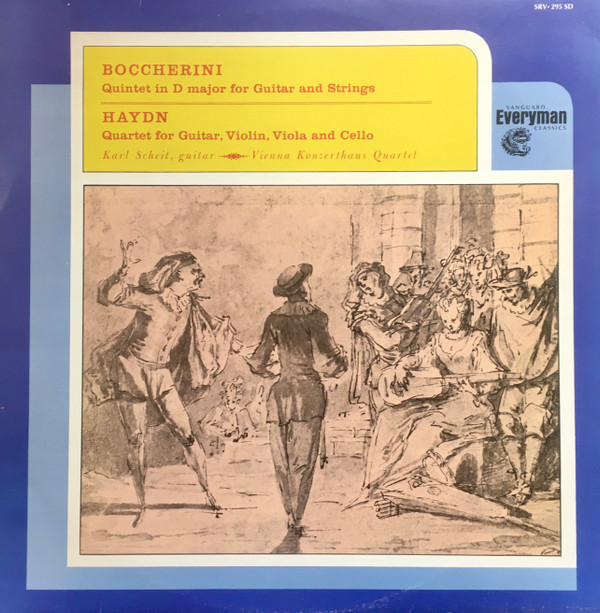 SRV-295 SD
BOCCHERINI
Quintet in D major for Guitar and Strings
HAYDN
Quartet for Guitar, Violin, Viola and Cello
Karl Scheit, guitar Vienna Konzerthaus Quartet
VANGUARD
Everyman
CLASSICS